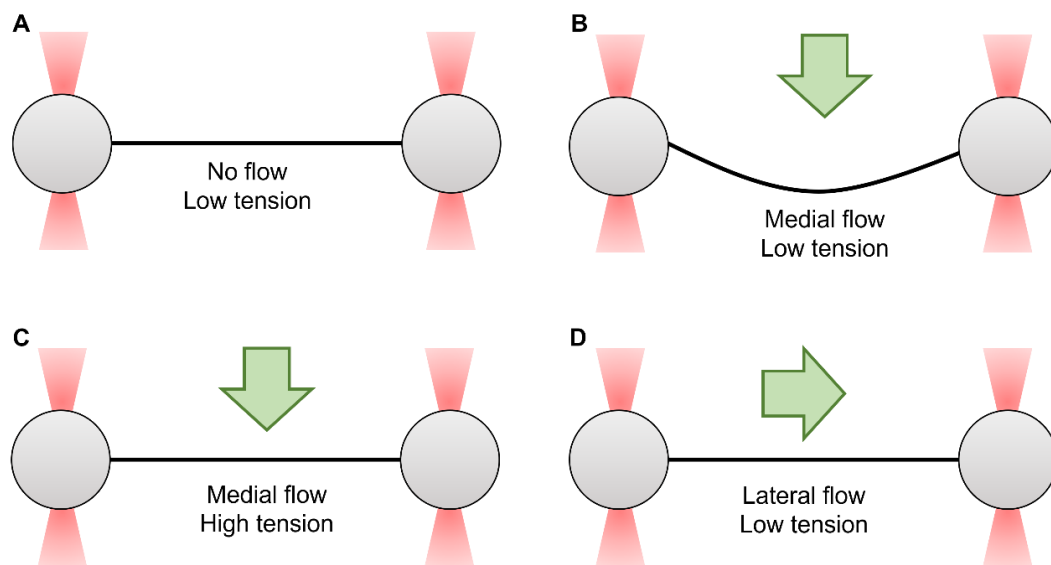 A
No flow
Low tension
B
Medial flow
Low tension
C
Medial flow
High tension
D
Lateral flow
Low tension